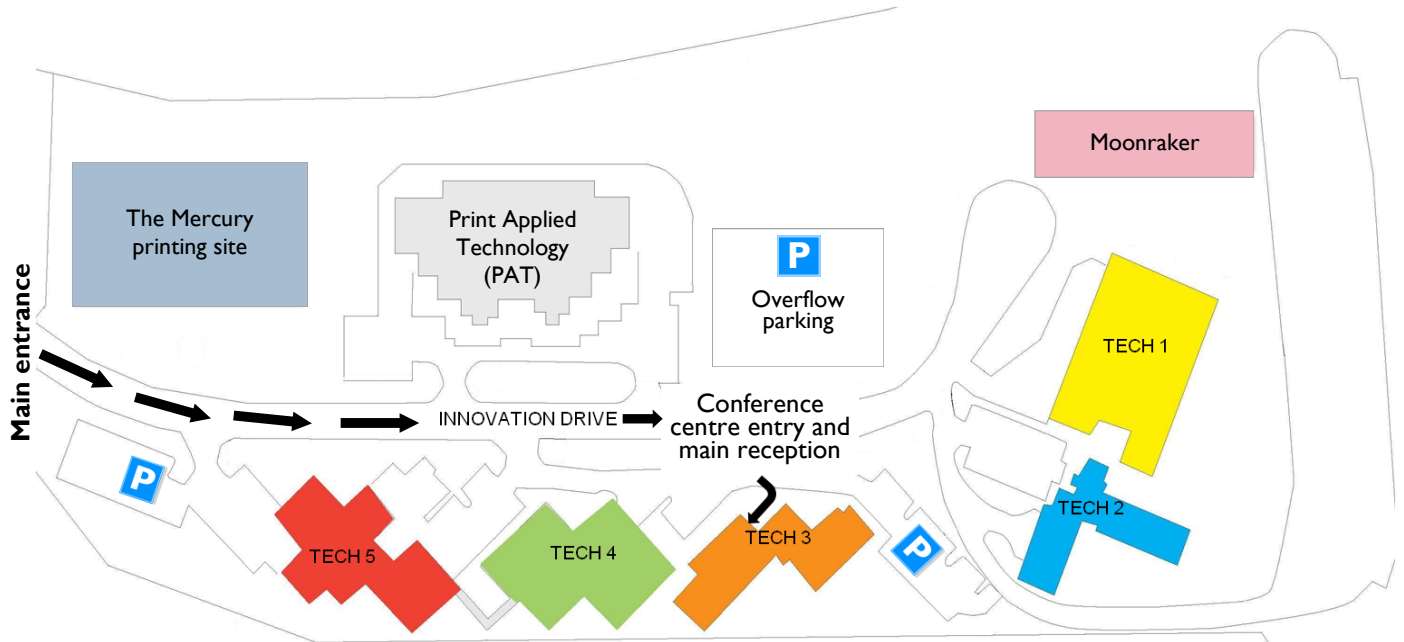 Moonraker
The Mercury
printing site
Print Applied
Technology
(PAT)
P
Overflow
parking
Main entrance
TECH 1
INNOVATION DRIVE
Conference
centre entry and
main reception
P
TECH 5
TECH 4
TECH 3
P
TECH 2